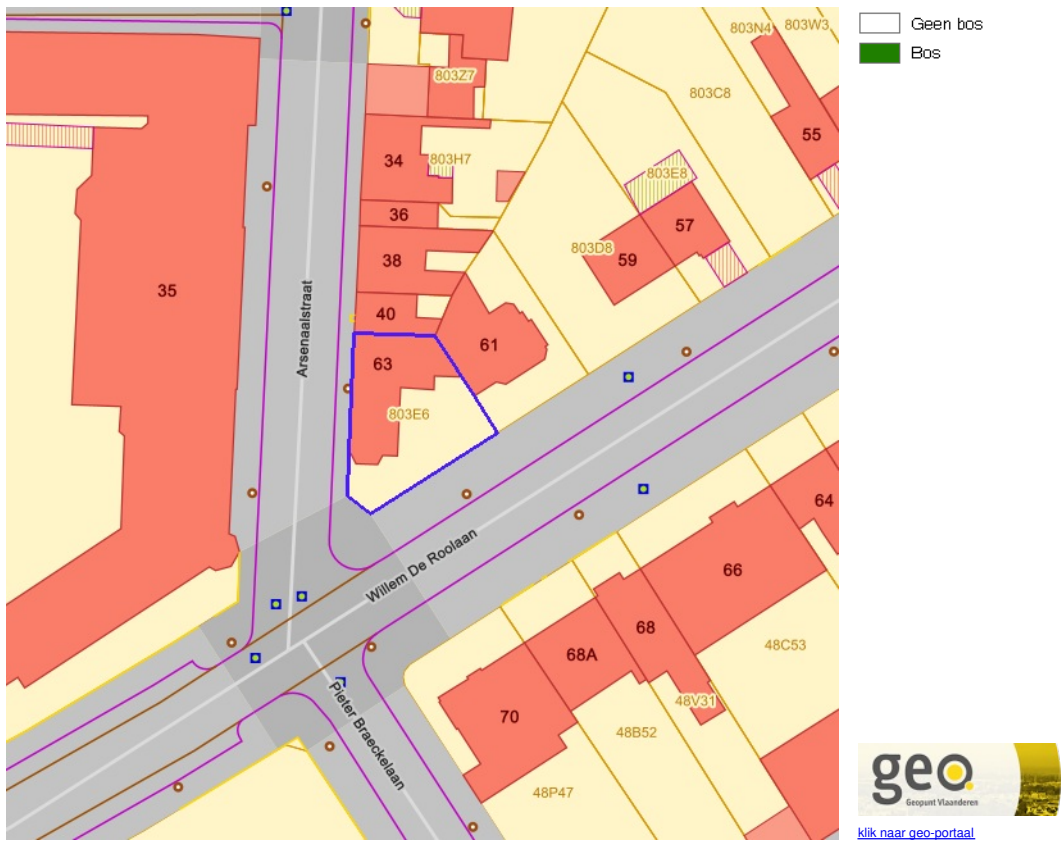 803N4
803W3
803Z7
803C8
55
34
803H7
803E8
36
57
803D8
38
59
35
Arsenaalstraat
40
61
63
803E6
64
Willem De Roolaan
66
68
68A
48C53
Pieter Braeckelaan
48V31
70
48B52
48P47
Geen bos
Bos
geo
Geopunt Vlaanderen
klik naar geo-portaal